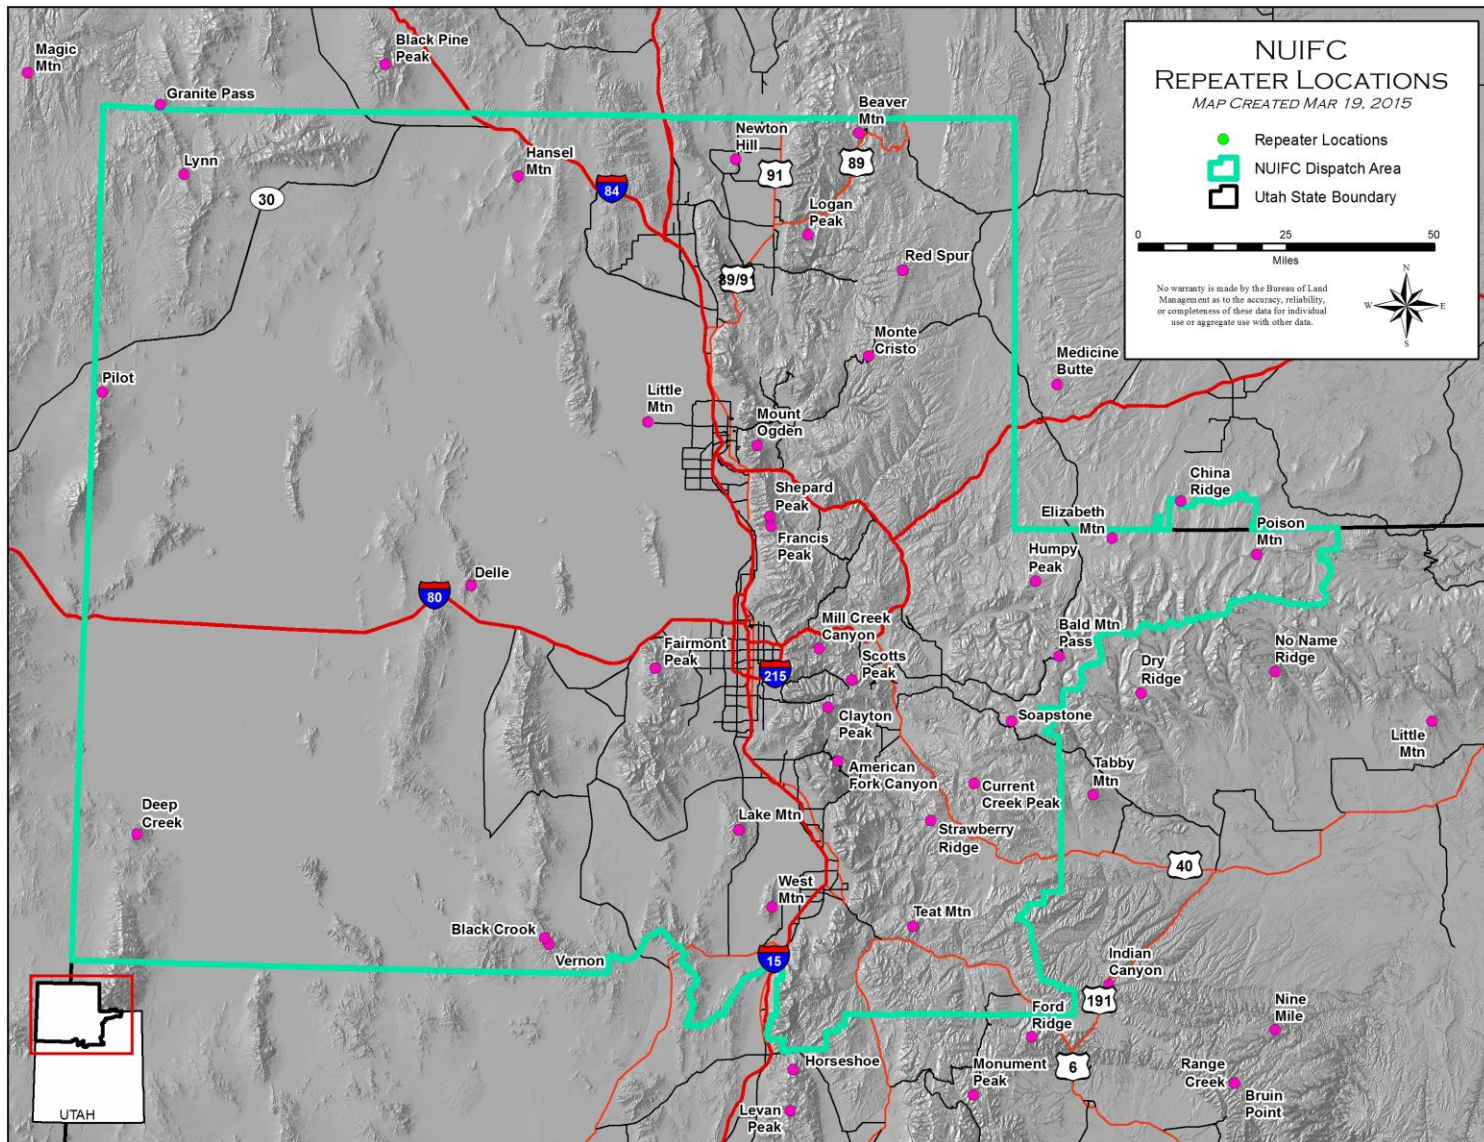 NUIFC
REPEATER LOCATIONS
MAP CREATED MAR 19, 2015
Repeater Locations
NUIFC Dispatch Area
Utah State Boundary
0 25 50
Miles
No warranty is made by the Bureau of Land
Management as to the accuracy, reliability,
or completeness of these data for individual
use or aggregate use with other data.
N
W E
S
Magic
Mtn
Black Pine
Peak
Granite Pass
Beaver
Mtn
Newton
Hill
Lynn
Hansel
Mtn
91
89
84
30
Logan
Peak
Red Spur
89/91
Monte
Cristo
Medicine
Butte
Pilot
Little
Mtn
Mount
Ogden
China
Ridge
Shepard
Peak
Elizabeth
Mtn
Poison
Mtn
Francis
Peak
Humpy
Peak
Delle
80
Mill Creek
Canyon
Bald Mtn
Pass
Fairmont
Peak
Scotts
Peak
No Name
Ridge
Dry
Ridge
215
Clayton
Peak
Soapstone
Little
Mtn
American
Fork Canyon
Tabby
Mtn
Current
Creek Peak
Deep
Creek
Lake Mtn
Strawberry
Ridge
40
West
Mtn
Black Crook
Teat Mtn
Vernon
15
Indian
Canyon
191
Ford
Ridge
Nine
Mile
Horseshoe
Monument
Peak
6
Range
Creek
Bruin
Point
Levan
Peak
UTAH